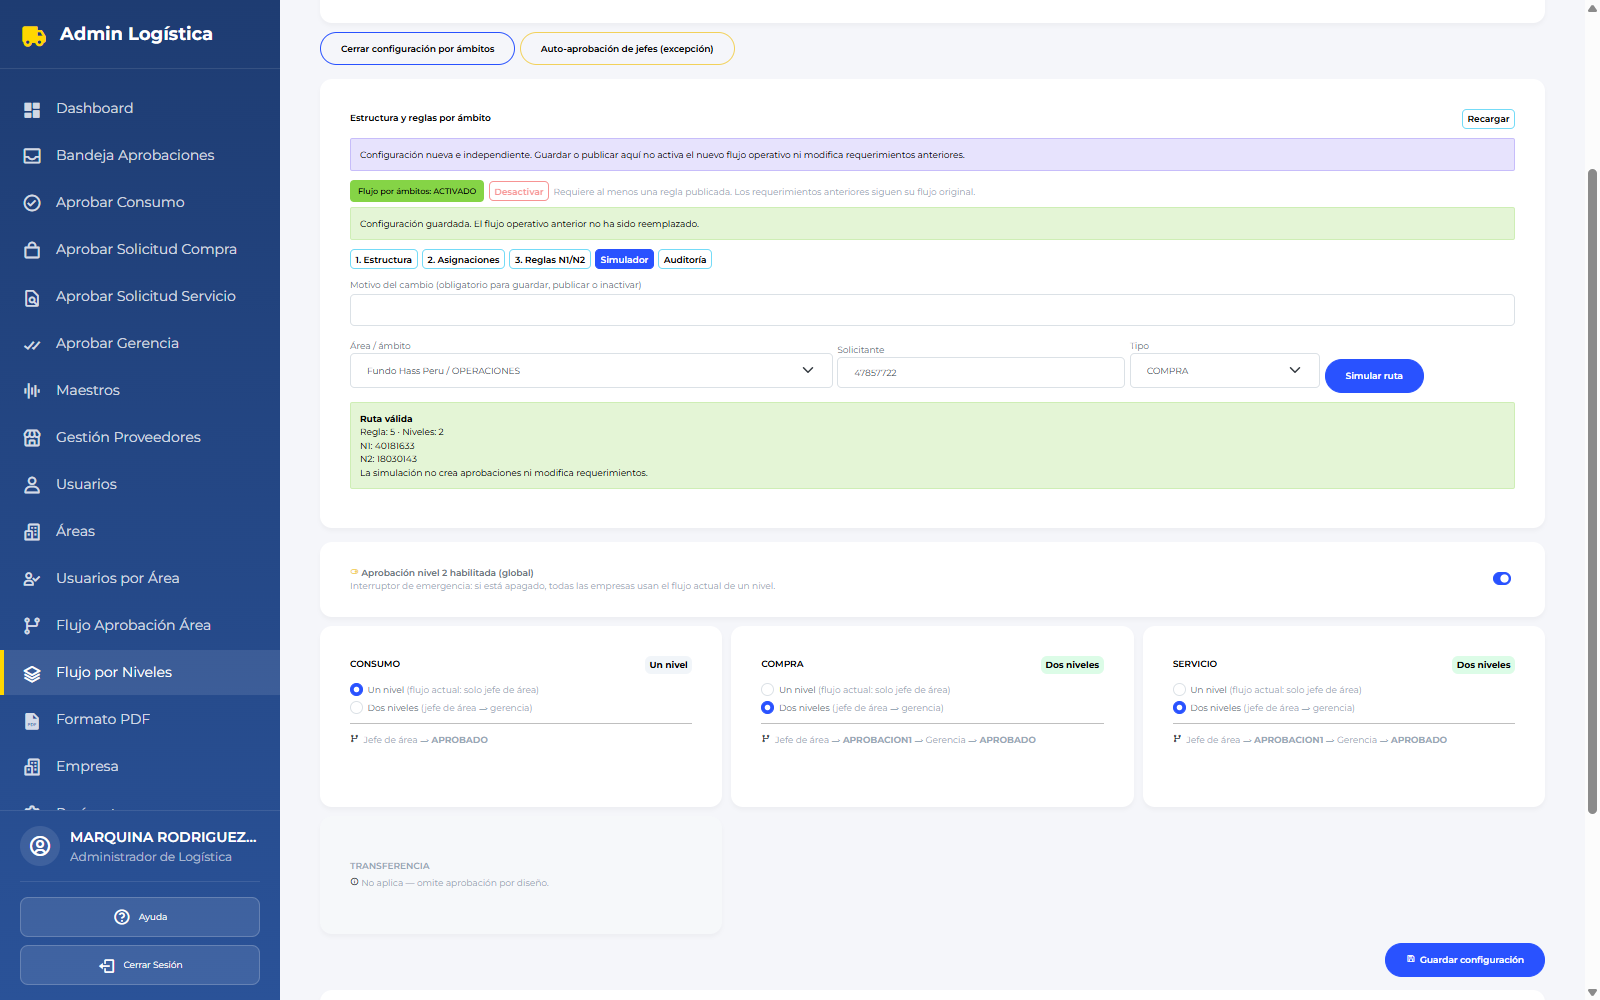 Admin Logística
Dashboard
Bandeja Aprobaciones
Aprobar Consumo
Aprobar Solicitud Compra
Aprobar Solicitud Servicio
Aprobar Gerencia
Maestros
Gestión Proveedores
Usuarios
Áreas
Usuarios por Área
Flujo Aprobación Área
Flujo por Niveles
Formato PDF
Empresa
MARQUINA RODRIGUEZ...
Administrador de Logística
Ayuda
Cerrar Sesión
Cerrar configuración por ámbitos
Auto-aprobación de jefes (excepción)
Estructura y reglas por ámbito
Recargar
Configuración nueva e independiente. Guardar o publicar aquí no activa el nuevo flujo operativo ni modifica requerimientos anteriores.
Flujo por ámbitos: ACTIVADO
Desactivar
Requiere al menos una regla publicada. Los requerimientos anteriores siguen su flujo original.
Configuración guardada. El flujo operativo anterior no ha sido reemplazado.
1. Estructura
2. Asignaciones
3. Reglas N1/N2
Simulador
Auditoría
Motivo del cambio (obligatorio para guardar, publicar o inactivar)
Área / ámbito
Fundo Hass Peru / OPERACIONES
Solicitante
47857722
Tipo
COMPRA
Simular ruta
Ruta válida
Regla: 5 · Niveles: 2
N1: 40181633
N2: 18030143
La simulación no crea aprobaciones ni modifica requerimientos.
Aprobación nivel 2 habilitada (global)
Interruptor de emergencia: si está apagado, todas las empresas usan el flujo actual de un nivel.
CONSUMO
Un nivel
Un nivel (flujo actual: solo jefe de área)
Dos niveles (jefe de área → gerencia)
Jefe de área → APROBADO
COMPRA
Dos niveles
Un nivel (flujo actual: solo jefe de área)
Dos niveles (jefe de área → gerencia)
Jefe de área → APROBACION1 → Gerencia → APROBADO
SERVICIO
Dos niveles
Un nivel (flujo actual: solo jefe de área)
Dos niveles (jefe de área → gerencia)
Jefe de área → APROBACION1 → Gerencia → APROBADO
TRANSFERENCIA
No aplica — omite aprobación por diseño.
Guardar configuración